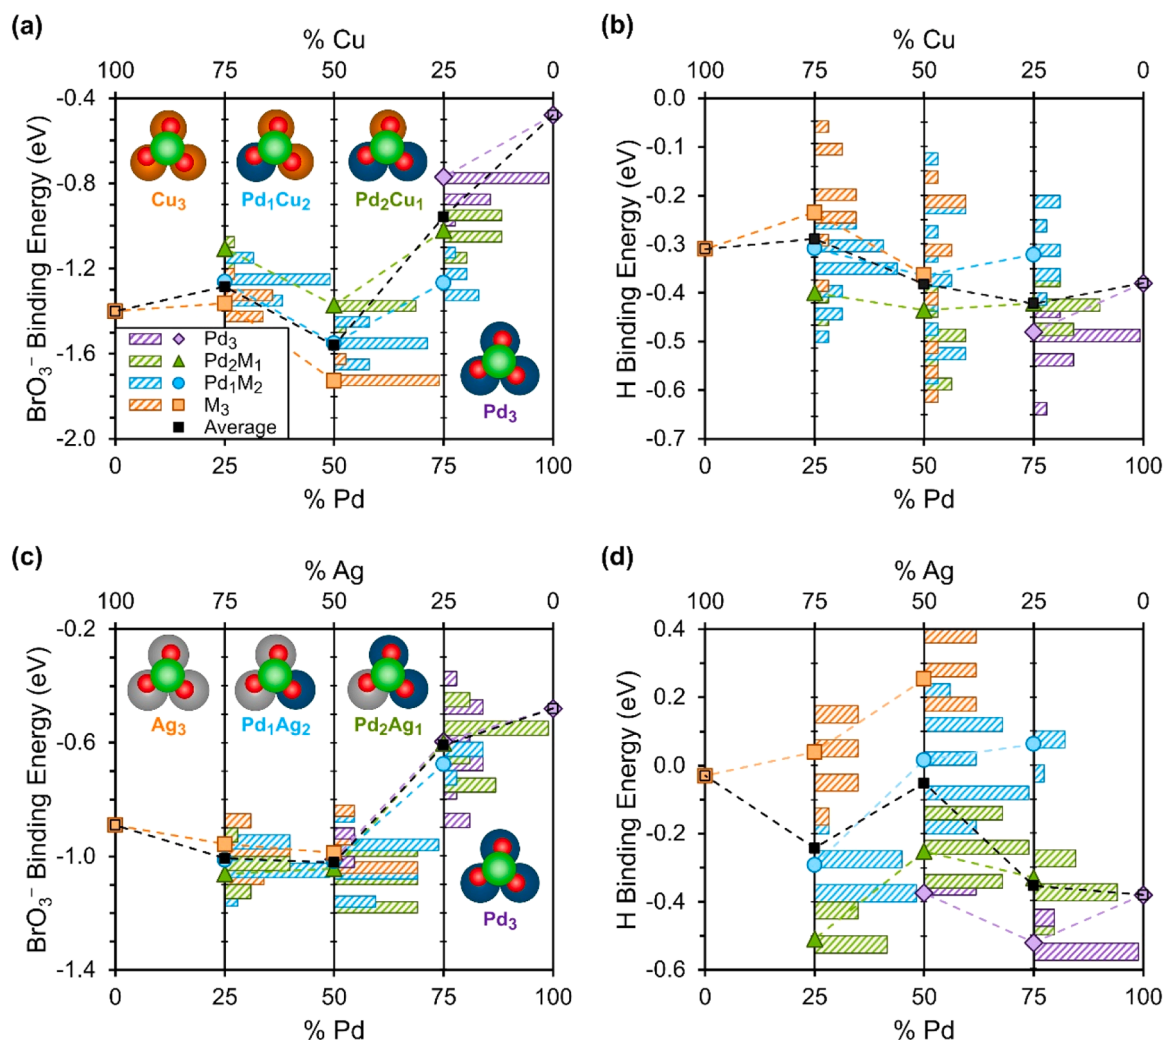 (a)
% Cu
100 75 50 25 0
BrO₃⁻ Binding Energy (eV)
-0.4
-0.8
-1.2
-1.6
-2.0
Cu₃
Pd₁Cu₂
Pd₂Cu₁
Pd₃
Pd₃
Pd₂M₁
Pd₁M₂
M₃
Average
0 25 50 75 100
% Pd
(b)
% Cu
100 75 50 25 0
H Binding Energy (eV)
0.0
-0.1
-0.2
-0.3
-0.4
-0.5
-0.6
-0.7
0 25 50 75 100
% Pd
(c)
% Ag
100 75 50 25 0
BrO₃⁻ Binding Energy (eV)
-0.2
-0.6
-1.0
-1.4
Ag₃
Pd₁Ag₂
Pd₂Ag₁
Pd₃
0 25 50 75 100
% Pd
(d)
% Ag
100 75 50 25 0
H Binding Energy (eV)
0.4
0.2
0.0
-0.2
-0.4
-0.6
0 25 50 75 100
% Pd